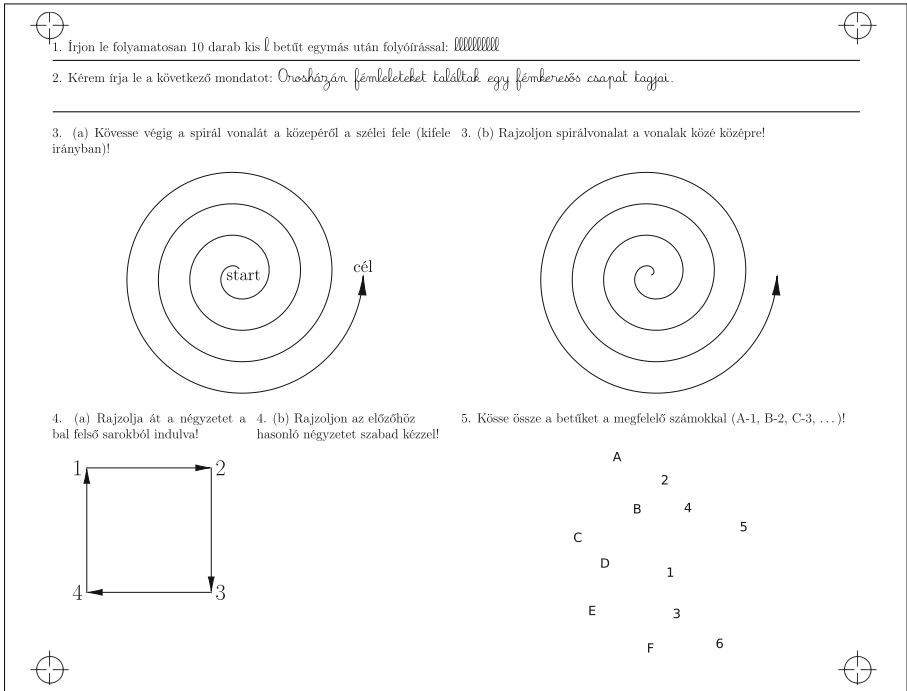 1. Írjon le folyamatosan 10 darab kis l betűt egymás után folyóírással: llllllllll
2. Kérem írja le a következő mondatot: Orosházán fémleleteket találtak egy fémkeresős csapat tagjai.
3. (a) Kövesse végig a spirál vonalát a közepéről a szélei fele (kifele
irányban)!
3. (b) Rajzoljon spirálvonalat a vonalak közé középre!
start
cél
4. (a) Rajzolja át a négyzetet a
bal felső sarokból indulva!
4. (b) Rajzoljon az előzőhöz
hasonló négyzetet szabad kézzel!
5. Kösse össze a betűket a megfelelő számokkal (A-1, B-2, C-3, ...)!
1 2
4 3
A
2
B 4
5
C
D
1
E 3
F 6